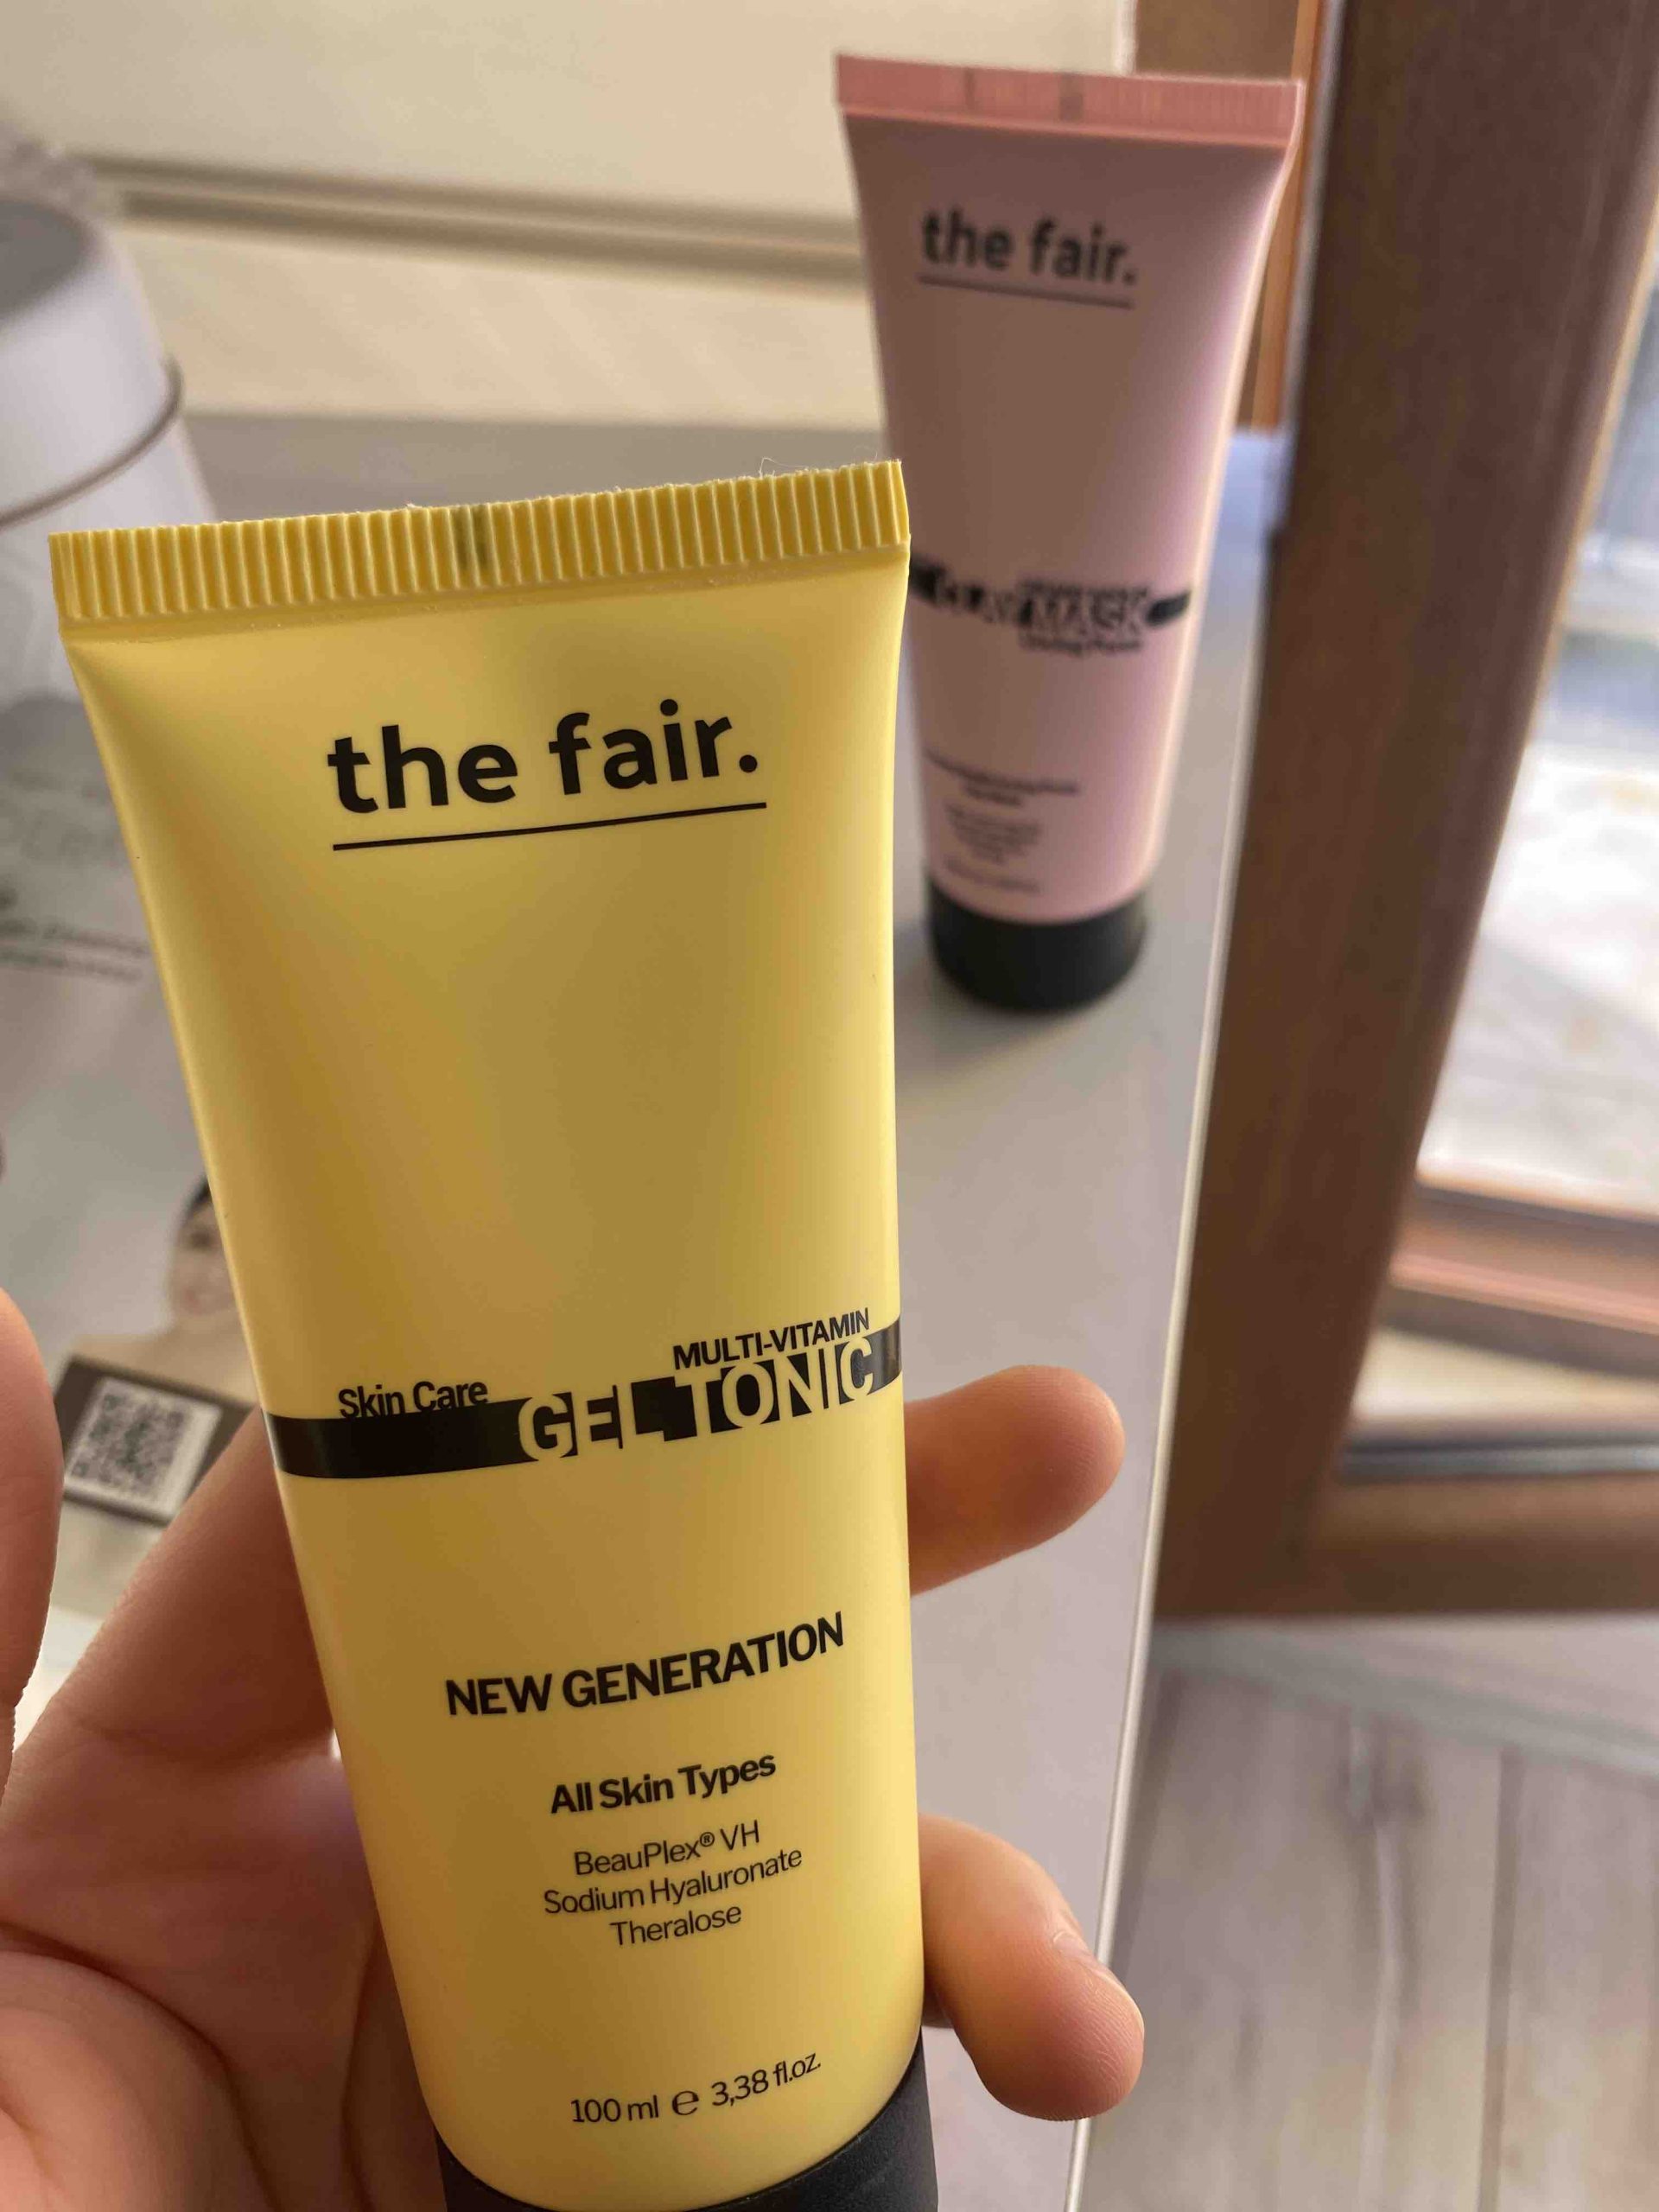 the fair.
MASK
the fair.
MULTI-VITAMIN
Skin Care
GEL TONIC
NEW GENERATION
All Skin Types
BeauPlex® VH
Sodium Hyaluronate
Theralose
100 ml e 3,38 fl.oz.